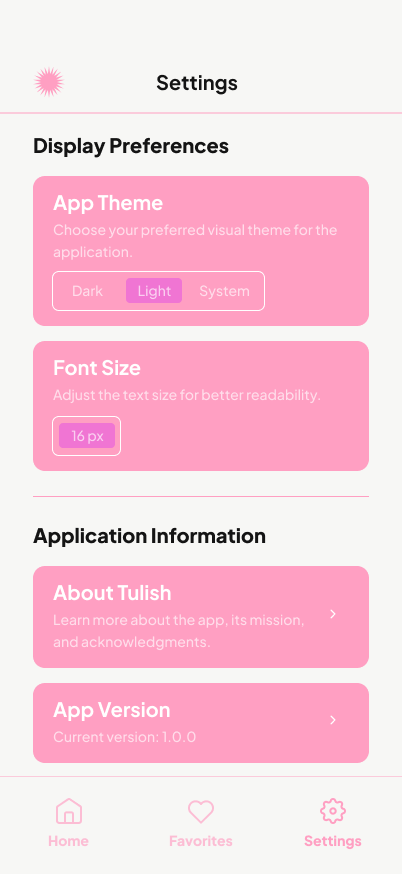 Settings
Display Preferences
App Theme
Choose your preferred visual theme for the
application.
Dark Light System
Font Size
Adjust the text size for better readability.
16 px
Application Information
About Tulish
Learn more about the app, its mission,
and acknowledgments.
App Version
Current version: 1.0.0
Home Favorites Settings